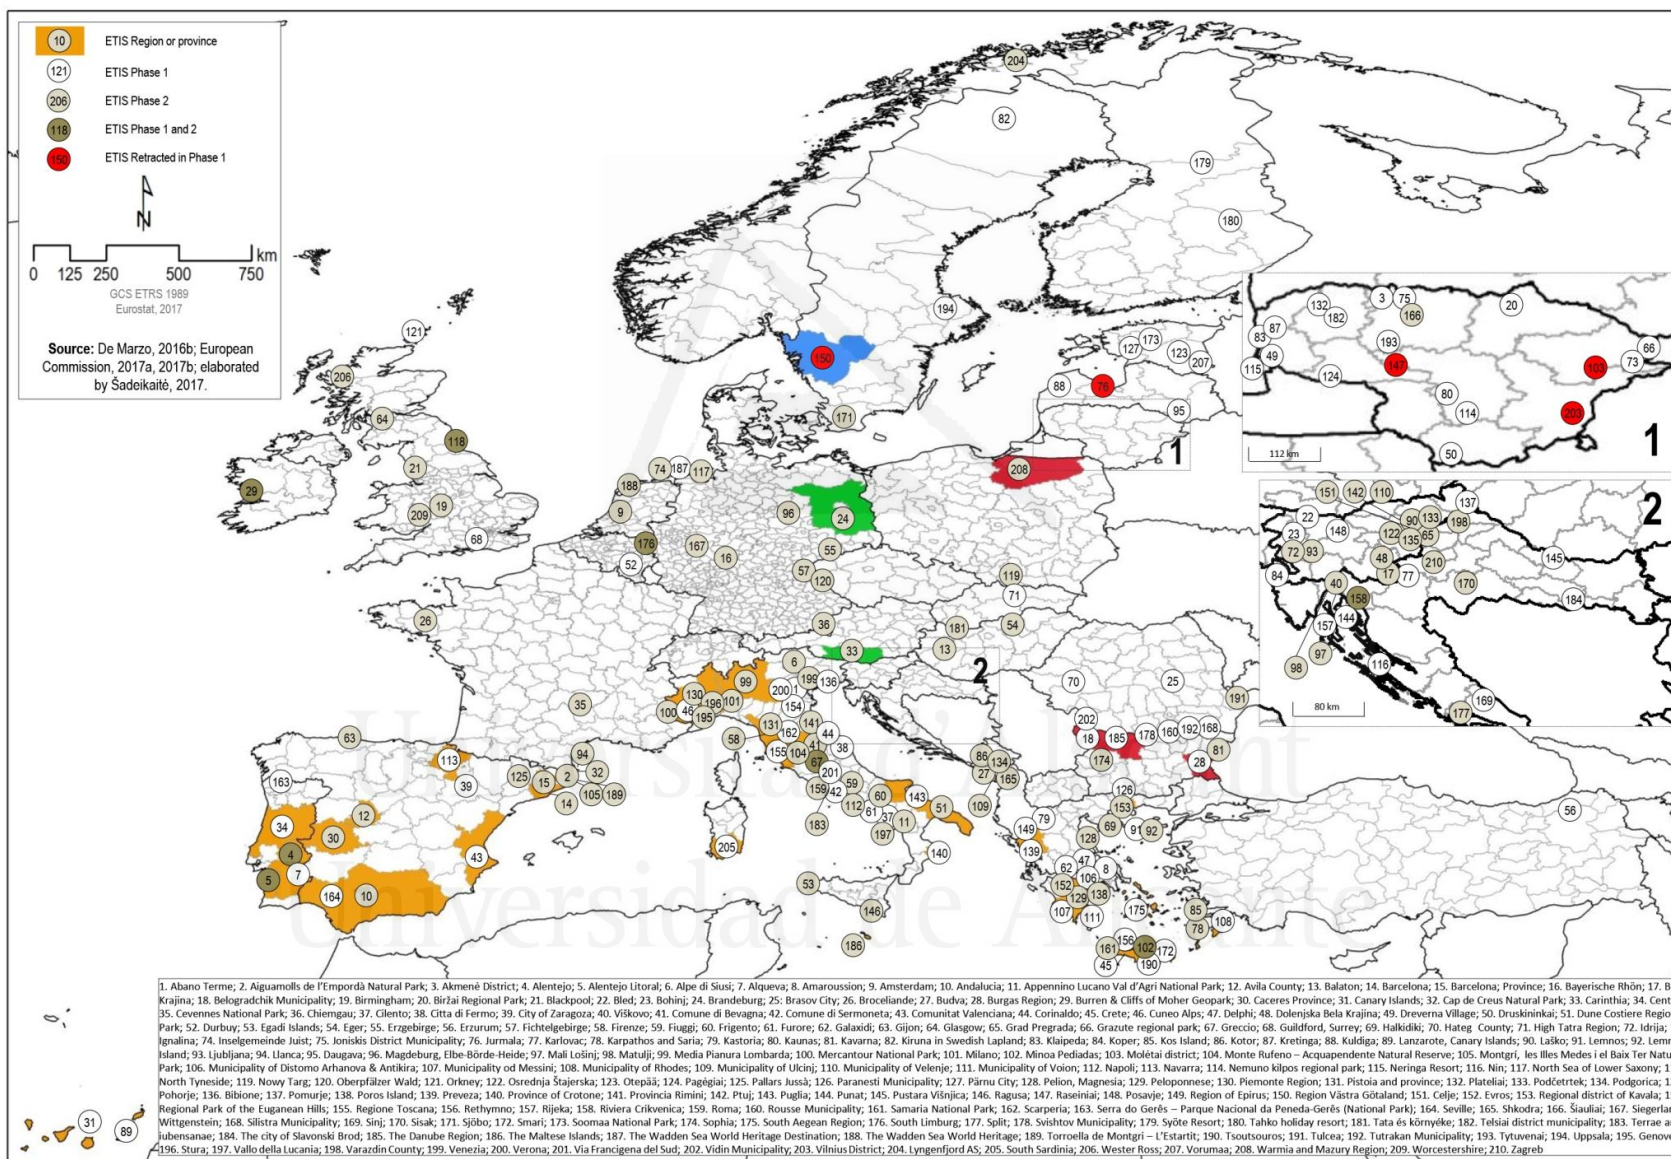 10 ETIS Region or province
121 ETIS Phase 1
206 ETIS Phase 2
118 ETIS Phase 1 and 2
150 ETIS Retracted in Phase 1
N
km
0 125 250 500 750
GCS ETRS 1989
Eurostat, 2017
Source: De Marzo, 2016b; European
Commission, 2017a, 2017b; elaborated
by Šadeikaitė, 2017.
1
2
112 km
1
80 km
2
Universitat d'Alacant
Universidad de Alicante
1. Abano Terme; 2. Aiguamolls de l'Empordà Natural Park; 3. Akmenė District; 4. Alentejo; 5. Alentejo Litoral; 6. Alpe di Siusi; 7. Alqueva; 8. Amaroussion; 9. Amsterdam; 10. Andalucia; 11. Appennino Lucano Val d'Agri National Park; 12. Avila County; 13. Balaton; 14. Barcelona; 15. Barcelona, Province; 16. Bayerische Rhön; 17. B
Krajina; 18. Belogradchik Municipality; 19. Birmingham; 20. Biržai Regional Park; 21. Blackpool; 22. Bled; 23. Bohinj; 24. Brandeburg; 25: Brasov City; 26. Broceliande; 27. Budva; 28. Burgas Region; 29. Burren & Cliffs of Moher Geopark; 30. Caceres Province; 31. Canary Islands; 32. Cap de Creus Natural Park; 33. Carinthia; 34. Cent
35. Cevennes National Park; 36. Chiemgau; 37. Cilento; 38. Citta di Fermo; 39. City of Zaragoza; 40. Viškovo; 41. Comune di Bevagna; 42. Comune di Sermoneta; 43. Comunitat Valenciana; 44. Corinaldo; 45. Crete; 46. Cuneo Alps; 47. Delphi; 48. Dolenjska Bela Krajina; 49. Dreverna Village; 50. Druskininkai; 51. Dune Costiere Regio
Park; 52. Durbuy; 53. Egadi Islands; 54. Eger; 55. Erzgebirge; 56. Erzurum; 57. Fichtelgebirge; 58. Firenze; 59. Fiuggi; 60. Frigento; 61. Furore; 62. Galaxidi; 63. Gijon; 64. Glasgow; 65. Grad Pregrada; 66. Grazute regional park; 67. Greccio; 68. Guildford, Surrey; 69. Halkidiki; 70. Hateg County; 71. High Tatra Region; 72. Idrija;
Ignalina; 74. Inselgemeinde Juist; 75. Joniskis District Municipality; 76. Jurmala; 77. Karlovac; 78. Karpathos and Saria; 79. Kastoria; 80. Kaunas; 81. Kavarna; 82. Kiruna in Swedish Lapland; 83. Klaipeda; 84. Koper; 85. Kos Island; 86. Kotor; 87. Kretinga; 88. Kuldiga; 89. Lanzarote, Canary Islands; 90. Laško; 91. Lemnos; 92. Lemn
Island; 93. Ljubljana; 94. Llanca; 95. Daugava; 96. Magdeburg, Elbe-Börde-Heide; 97. Mali Lošinj; 98. Matulji; 99. Media Pianura Lombarda; 100. Mercantour National Park; 101. Milano; 102. Minoa Pediadas; 103. Molėtai district; 104. Monte Rufeno – Acquapendente Natural Reserve; 105. Montgrí, les Illes Medes i el Baix Ter Natu
Park; 106. Municipality of Distomo Arahova & Antikira; 107. Municipality od Messini; 108. Municipality of Rhodes; 109. Municipality of Ulcinj; 110. Municipality of Velenje; 111. Municipality of Voion; 112. Napoli; 113. Navarra; 114. Nemuno kilpos regional park; 115. Neringa Resort; 116. Nin; 117. North Sea of Lower Saxony; 1
North Tyneside; 119. Nowy Targ; 120. Oberpfälzer Wald; 121. Orkney; 122. Osrednja Štajerska; 123. Otepää; 124. Pagėgiai; 125. Pallars Jussà; 126. Paranesti Municipality; 127. Pärnu City; 128. Pelion, Magnesia; 129. Peloponnese; 130. Piemonte Region; 131. Pistoia and province; 132. Plateliai; 133. Podčetrtek; 134. Podgorica; 13
Pohorje, 136. Bibione; 137. Pomurje; 138. Poros Island; 139. Preveza; 140. Province of Crotone; 141. Provincia Rimini; 142. Ptuj; 143. Puglia; 144. Punat; 145. Pustara Višnjica; 146. Ragusa; 147. Raseiniai; 148. Posavje; 149. Region of Epirus; 150. Region Västra Götaland; 151. Celje; 152. Evros; 153. Regional district of Kavala; 1
Regional Park of the Euganean Hills; 155. Regione Toscana; 156. Rethymno; 157. Rijeka; 158. Riviera Crikvenica; 159. Roma; 160. Rousse Municipality; 161. Samaria National Park; 162. Scarperia; 163. Serra do Gerês – Parque Nacional da Peneda-Gerês (National Park); 164. Seville; 165. Shkodra; 166. Šiauliai; 167. Siegerlan
Wittgenstein; 168. Silistra Municipality; 169. Sinj; 170. Sisak; 171. Sjöbo; 172. Smari; 173. Soomaa National Park; 174. Sophia; 175. South Aegean Region; 176. South Limburg; 177. Split; 178. Svishtov Municipality; 179. Syöte Resort; 180. Tahko holiday resort; 181. Tata és környéke; 182. Telsiai district municipality; 183. Terrae a
iubensanae; 184. The city of Slavonski Brod; 185. The Danube Region; 186. The Maltese Islands; 187. The Wadden Sea World Heritage Destination; 188. The Wadden Sea World Heritage; 189. Torroella de Montgri – L'Estartit; 190. Tsoutsouros; 191. Tulcea; 192. Tutrakan Municipality; 193. Tytuvenai; 194. Uppsala; 195. Genov
196. Stura; 197. Vallo della Lucania; 198. Varazdin County; 199. Venezia; 200. Verona; 201. Via Francigena del Sud; 202. Vidin Municipality; 203. Vilnius District; 204. Lyngenfjord AS; 205. South Sardinia; 206. Wester Ross; 207. Vorumaa; 208. Warmia and Mazury Region; 209. Worcestershire; 210. Zagreb